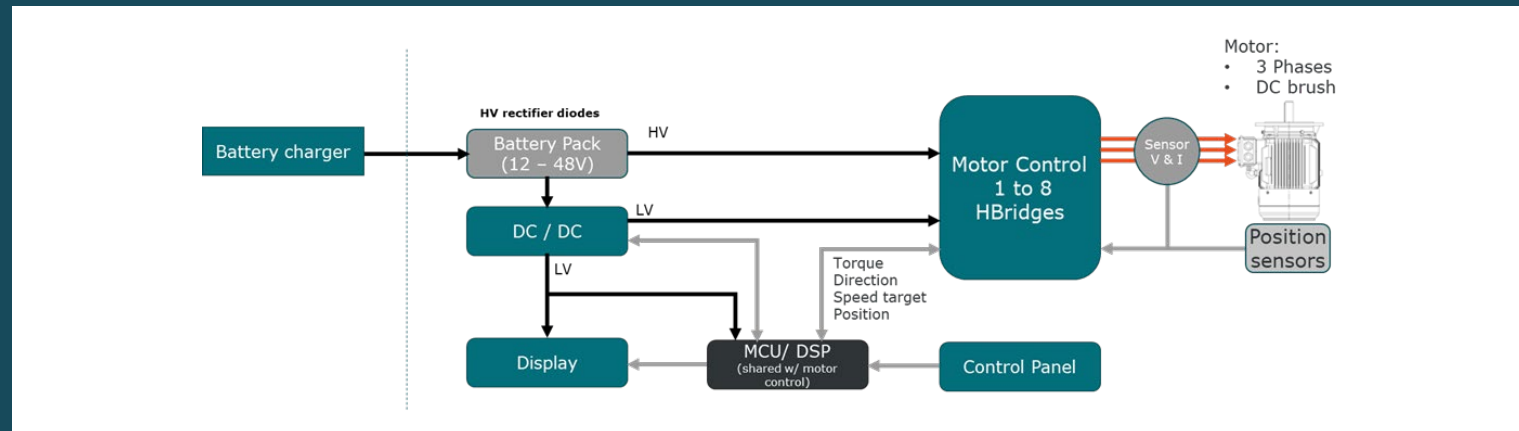 Motor:
• 3 Phases
• DC brush
HV rectifier diodes
Battery charger
Battery Pack
(12 – 48V)
HV
Motor Control
1 to 8
HBridges
Sensor
V & I
DC / DC
LV
Position
sensors
LV
Torque
Direction
Speed target
Position
Display
MCU/ DSP
(shared w/ motor
control)
Control Panel